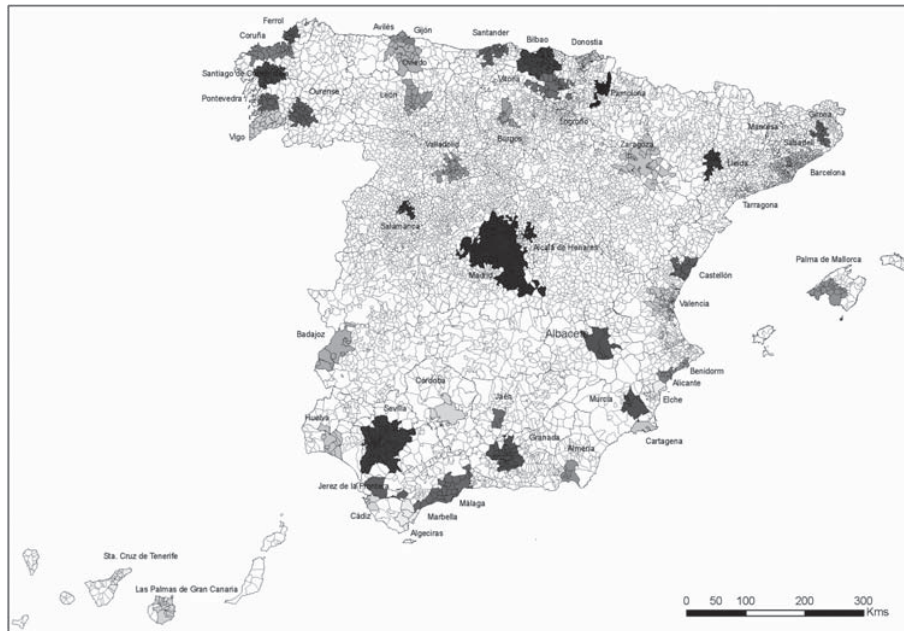 Ferrol
Coruña
Avilés
Gijón
Santander
Bilbao
Donostia
Oviedo
Vitoria
Pamplona
Pontevedra
Ourense
León
Vigo
Burgos
Logroño
Valladolid
Zaragoza
Lleida
Manresa
Girona
Sabadell
Barcelona
Tarragona
Salamanca
Alcalá de Henares
Madrid
Castellón
Palma de Mallorca
Valencia
Badajoz
Albacete
Benidorm
Alicante
Elche
Murcia
Cartagena
Córdoba
Jaén
Sevilla
Huelva
Granada
Almería
Jerez de la Frontera
Málaga
Cádiz
Marbella
Algeciras
Sta. Cruz de Tenerife
Las Palmas de Gran Canaria
0 50 100 200 300
Kms